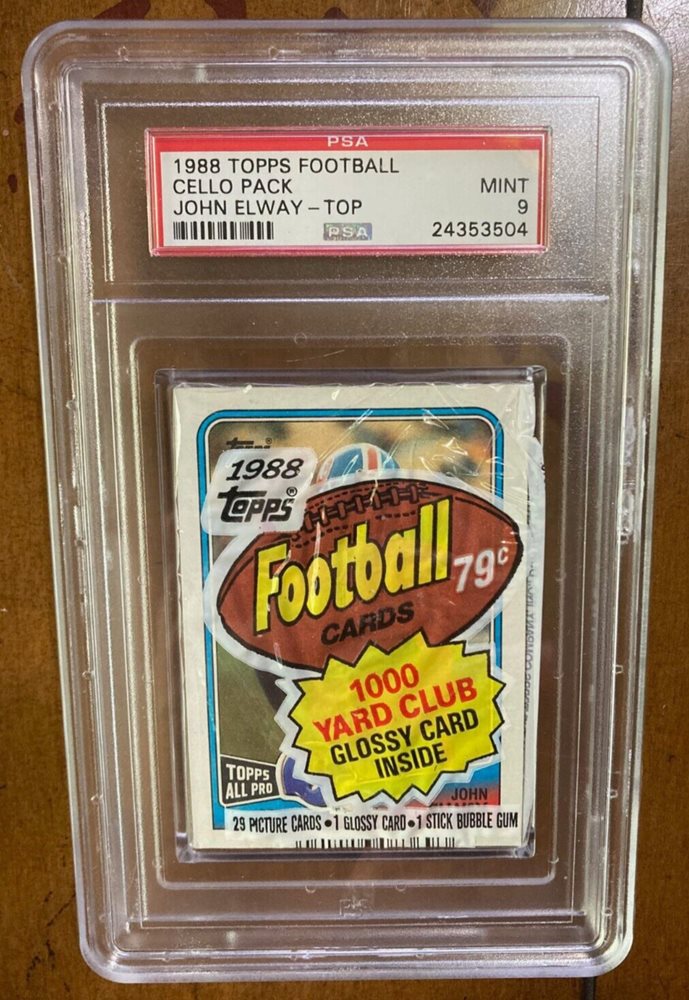 PSA
1988 TOPPS FOOTBALL
CELLO PACK MINT
JOHN ELWAY - TOP 9
PSA 24353504
1988
Topps®
Football 79¢
CARDS
1000
YARD CLUB
GLOSSY CARD
INSIDE
TOPPS
ALL PRO
JOHN
29 PICTURE CARDS • 1 GLOSSY CARD • 1 STICK BUBBLE GUM